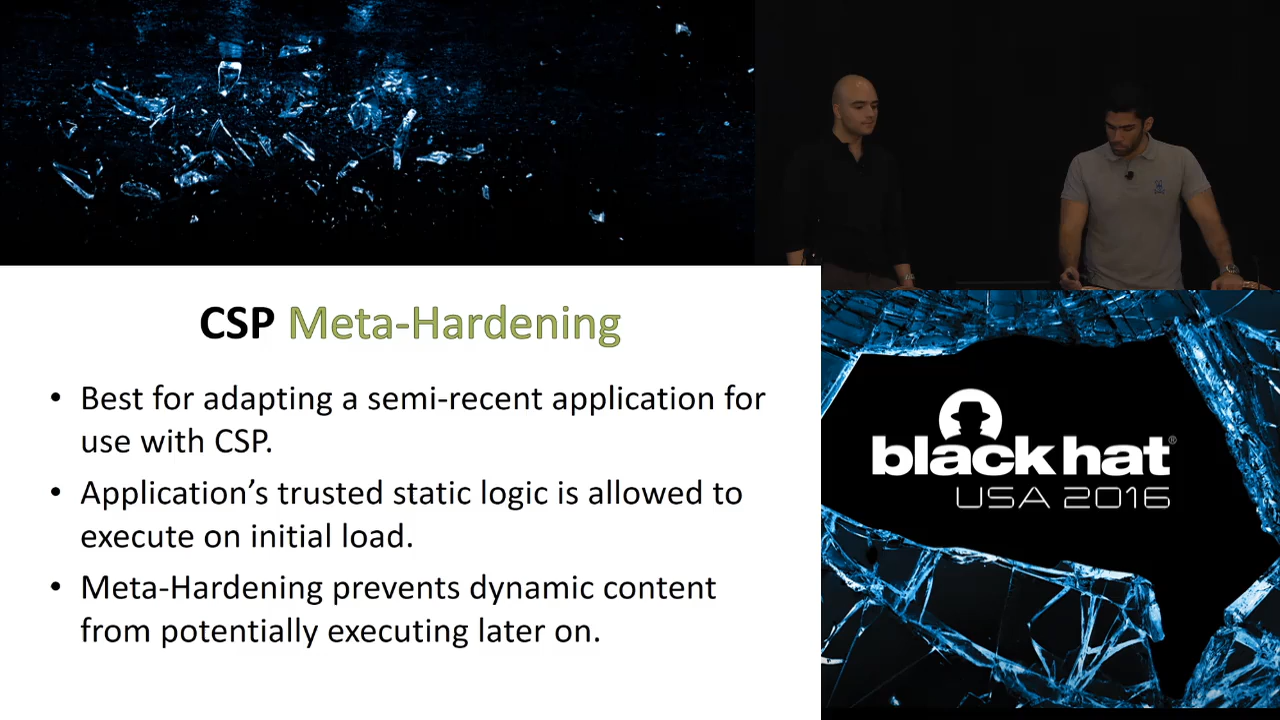 CSP Meta-Hardening
• Best for adapting a semi-recent application for
use with CSP.
• Application’s trusted static logic is allowed to
execute on initial load.
• Meta-Hardening prevents dynamic content
from potentially executing later on.
black hat®
USA 2016